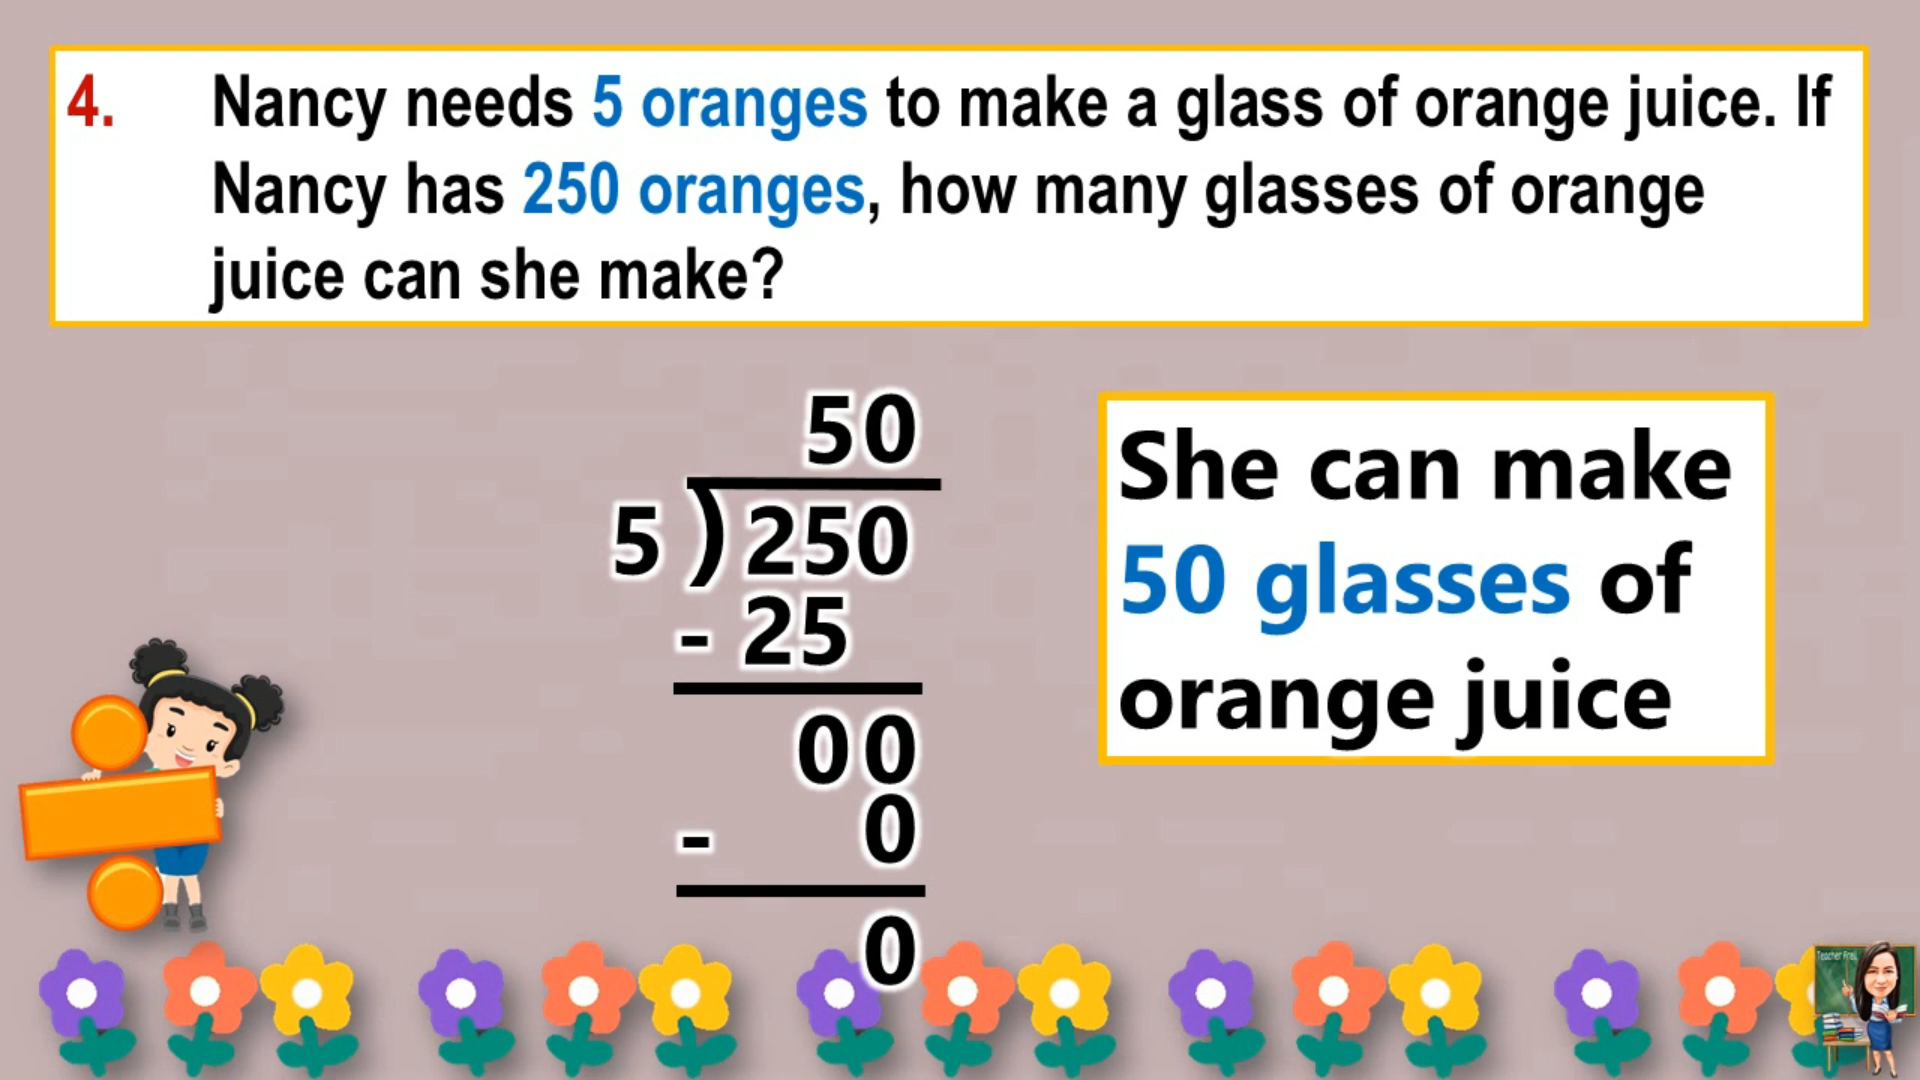 4. Nancy needs 5 oranges to make a glass of orange juice. If
Nancy has 250 oranges, how many glasses of orange
juice can she make?
50
5 ) 250
- 25
00
- 0
0
She can make
50 glasses of
orange juice